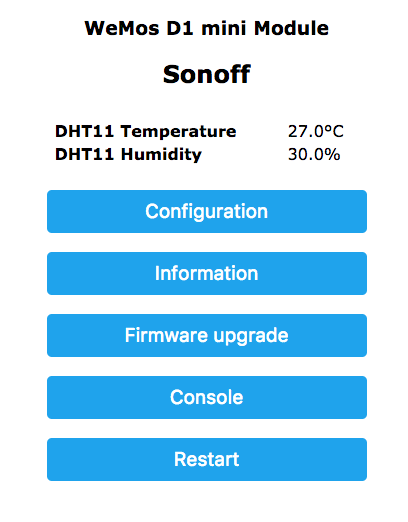 WeMos D1 mini Module
Sonoff
DHT11 Temperature 27.0°C
DHT11 Humidity 30.0%
Configuration
Information
Firmware upgrade
Console
Restart